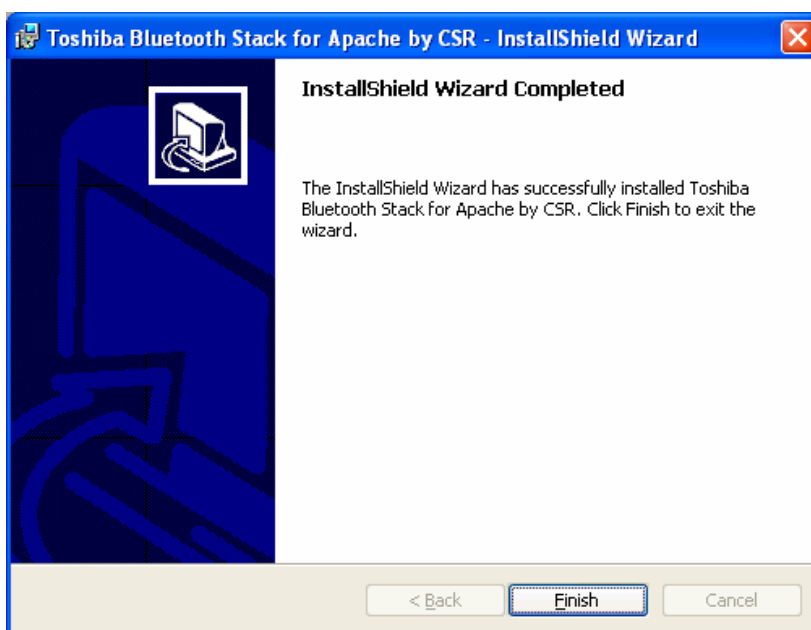 Toshiba Bluetooth Stack for Apache by CSR - InstallShield Wizard
InstallShield Wizard Completed
The InstallShield Wizard has successfully installed Toshiba
Bluetooth Stack for Apache by CSR. Click Finish to exit the
wizard.
< Back
Finish
Cancel